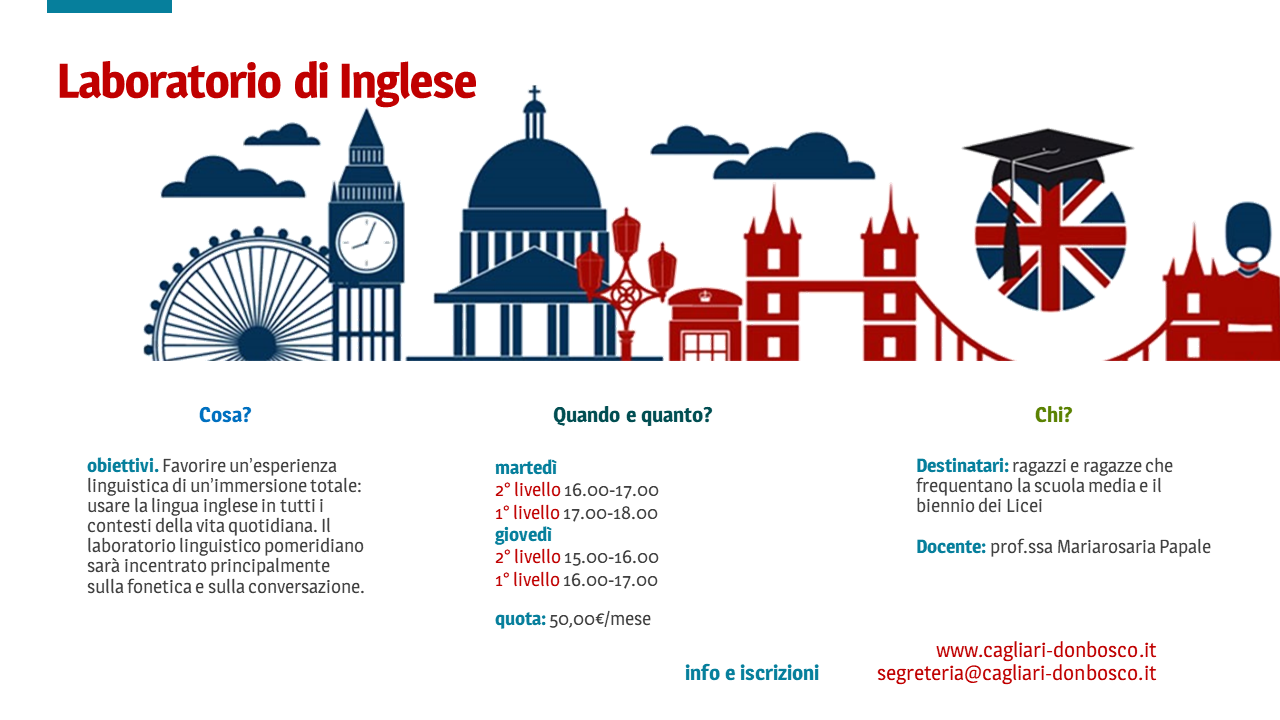 Laboratorio di Inglese
Cosa?
obiettivi. Favorire un'esperienza
linguistica di un'immersione totale:
usare la lingua inglese in tutti i
contesti della vita quotidiana. Il
laboratorio linguistico pomeridiano
sarà incentrato principalmente
sulla fonetica e sulla conversazione.
Quando e quanto?
martedì
2° livello 16.00-17.00
1° livello 17.00-18.00
giovedì
2° livello 15.00-16.00
1° livello 16.00-17.00
quota: 50,00€/mese
Chi?
Destinatari: ragazzi e ragazze che
frequentano la scuola media e il
biennio dei Licei
Docente: prof.ssa Mariarosaria Papale
info e iscrizioni
www.cagliari-donbosco.it
segreteria@cagliari-donbosco.it